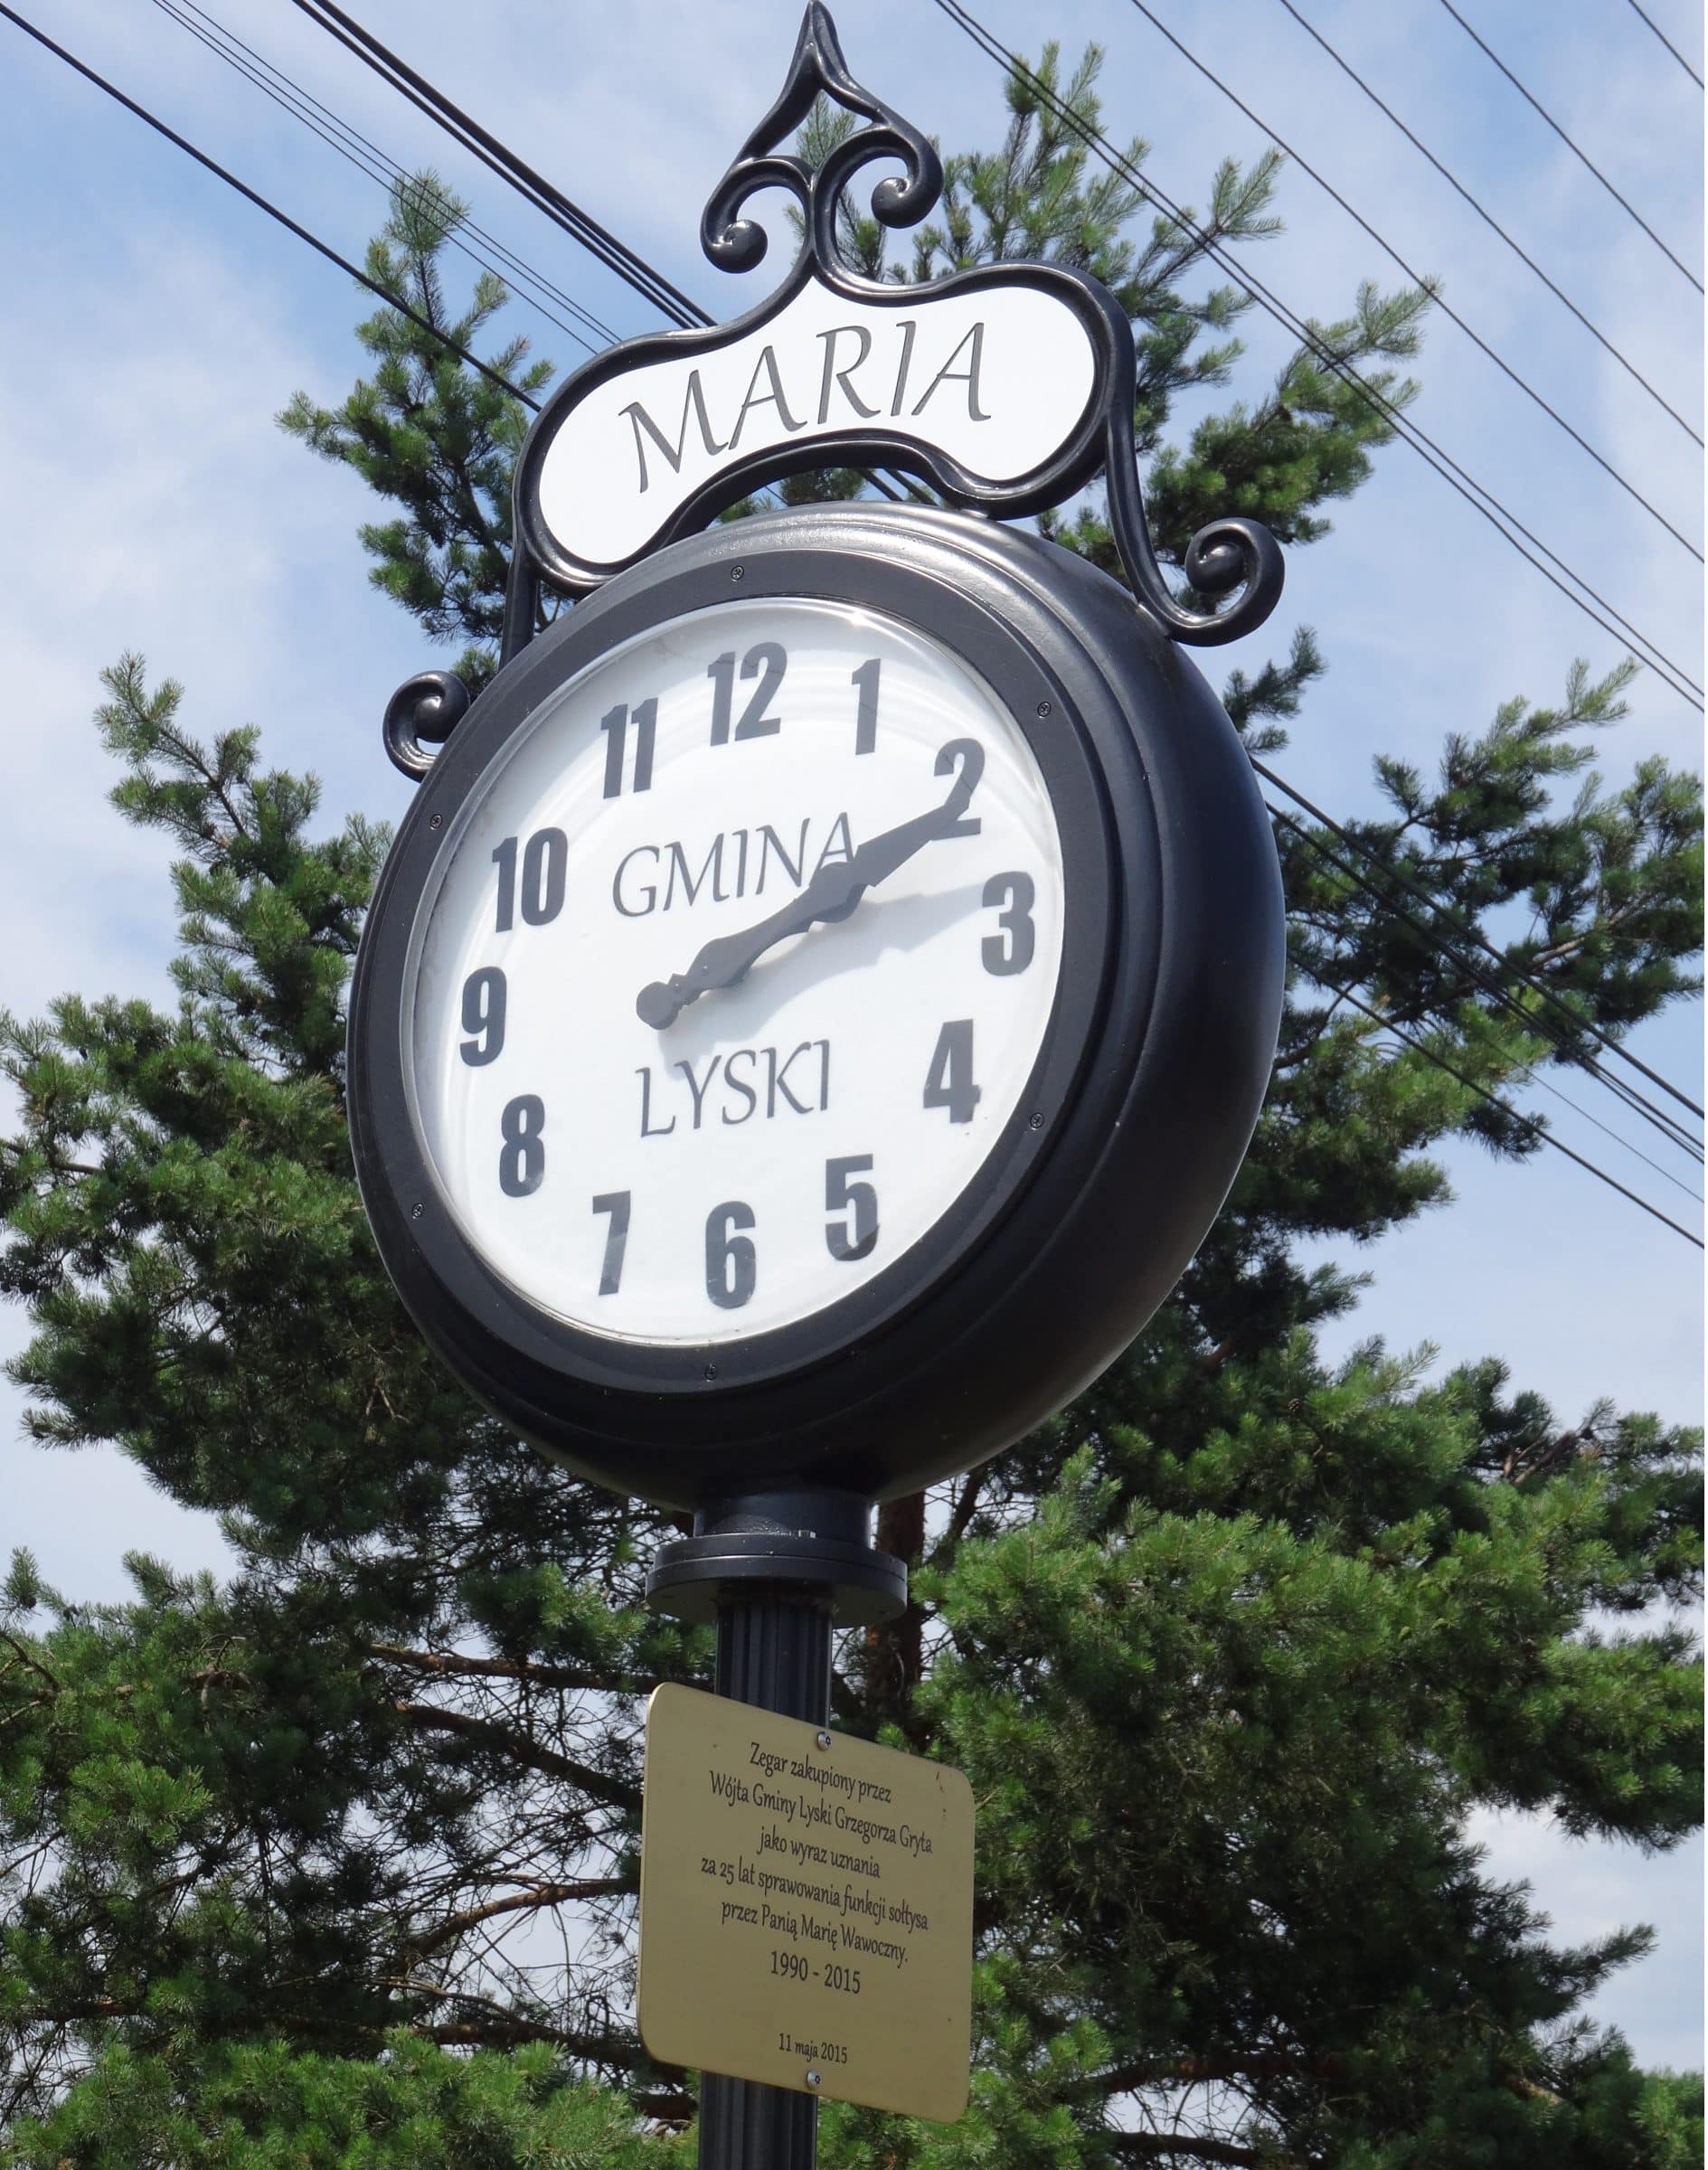 MARIA
12
11
1
10
2
GMINA
9
3
LYSKI
8
4
7
5
6
Zegar zakupiony przez
Wójta Gminy Lyski Grzegorza Gryta
jako wyraz uznania
za 25 lat sprawowania funkcji sołtysa
przez Panią Marię Wawoczny.
1990 - 2015
11 maja 2015